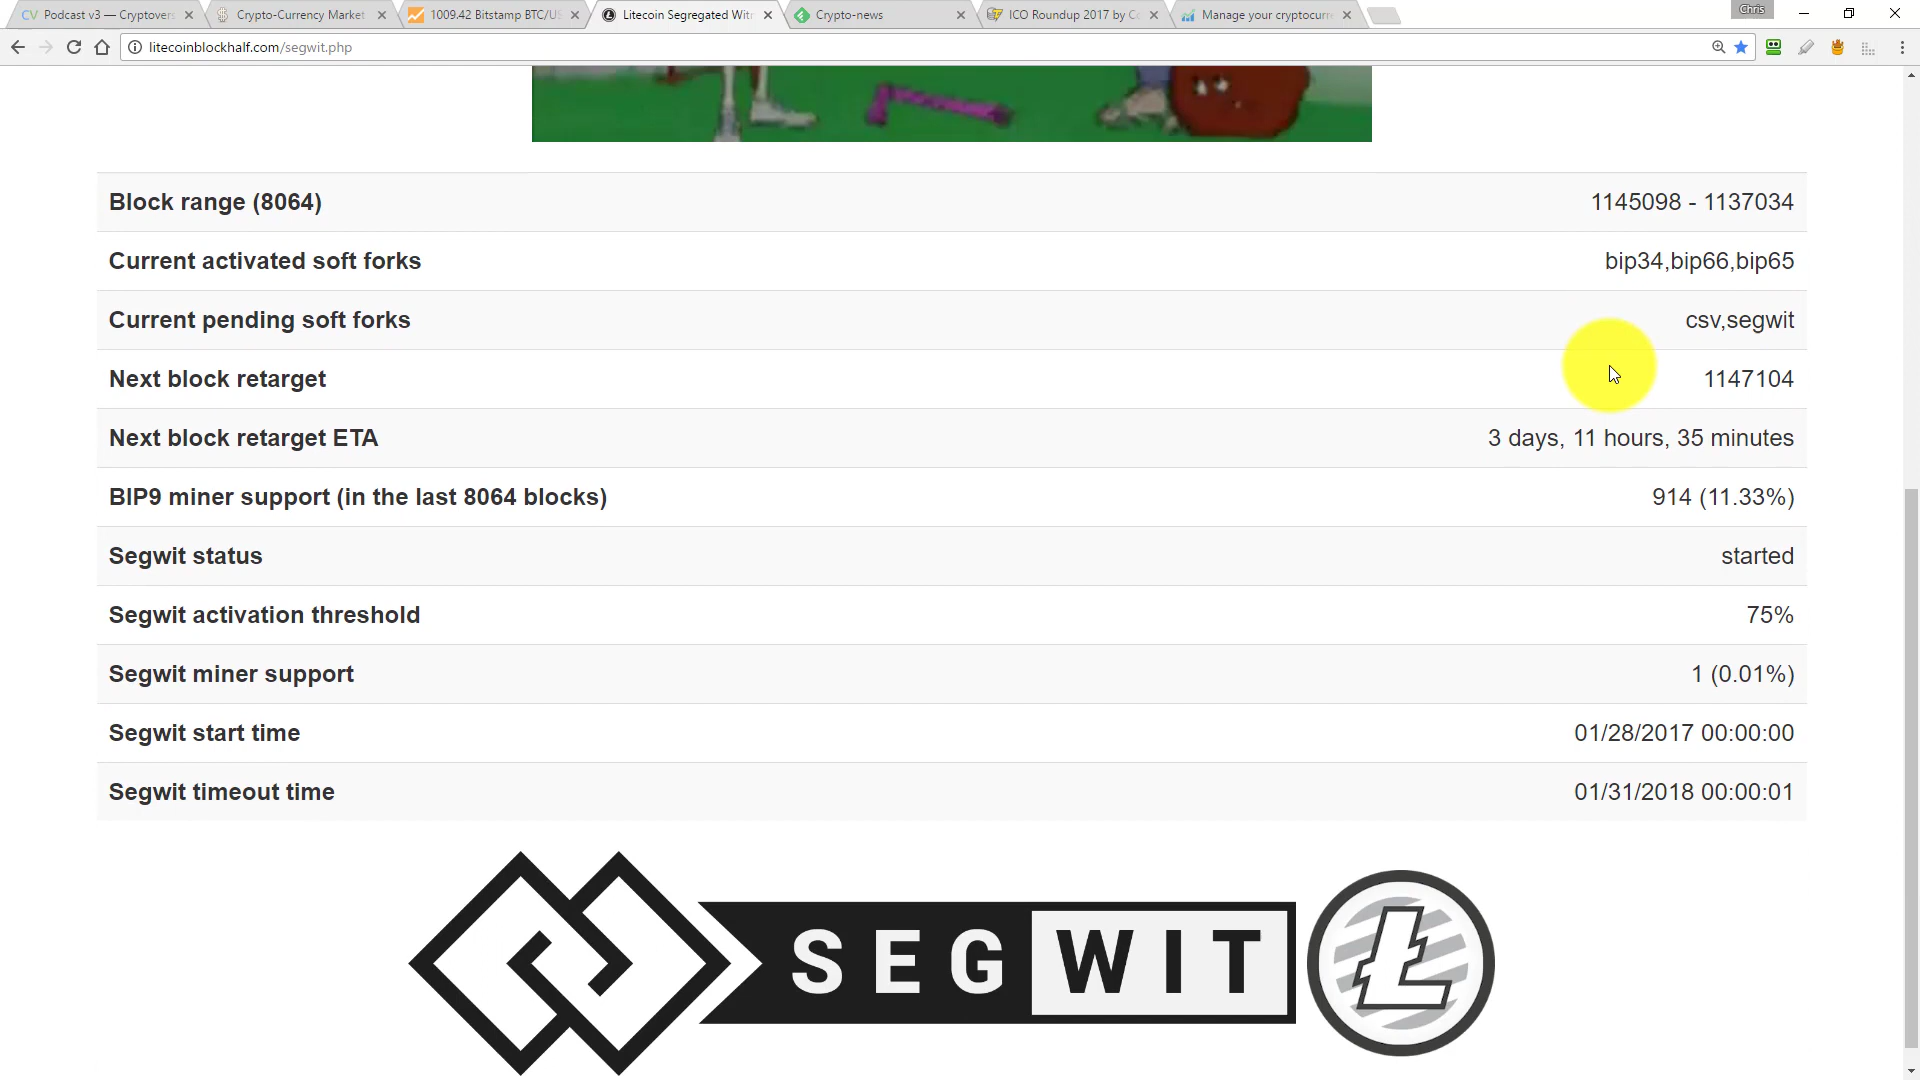 CV Podcast v3 — Cryptovers
Crypto-Currency Market
1009.42 Bitstamp BTC/US
Litecoin Segregated Witn
Crypto-news
ICO Roundup 2017 by Co
Manage your cryptocurre
Chris
litecoinblockhalf.com/segwit.php
Block range (8064) 1145098 - 1137034
Current activated soft forks bip34,bip66,bip65
Current pending soft forks csv,segwit
Next block retarget 1147104
Next block retarget ETA 3 days, 11 hours, 35 minutes
BIP9 miner support (in the last 8064 blocks) 914 (11.33%)
Segwit status started
Segwit activation threshold 75%
Segwit miner support 1 (0.01%)
Segwit start time 01/28/2017 00:00:00
Segwit timeout time 01/31/2018 00:00:01
SEGWIT